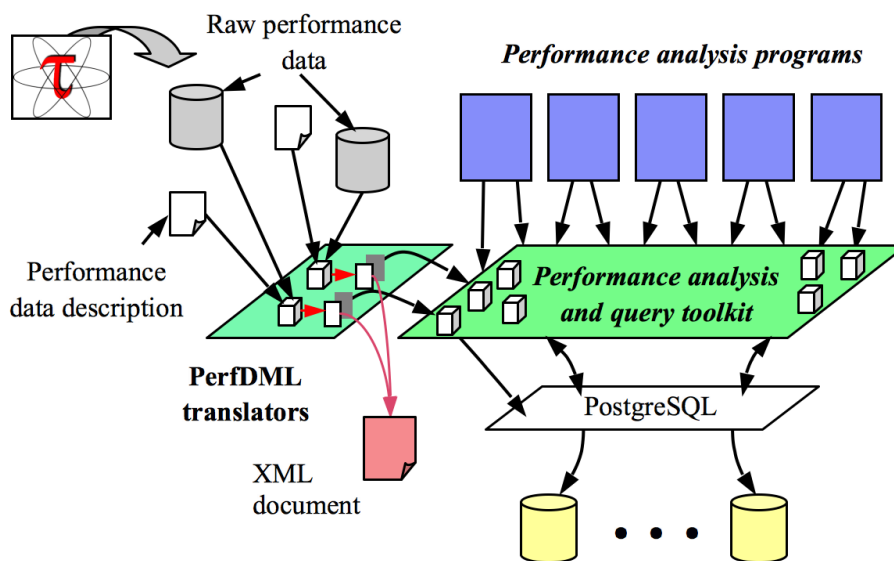 Raw performance
data
Performance analysis programs
τ
Performance
data description
Performance analysis
and query toolkit
PerfDML
translators
PostgreSQL
XML
document